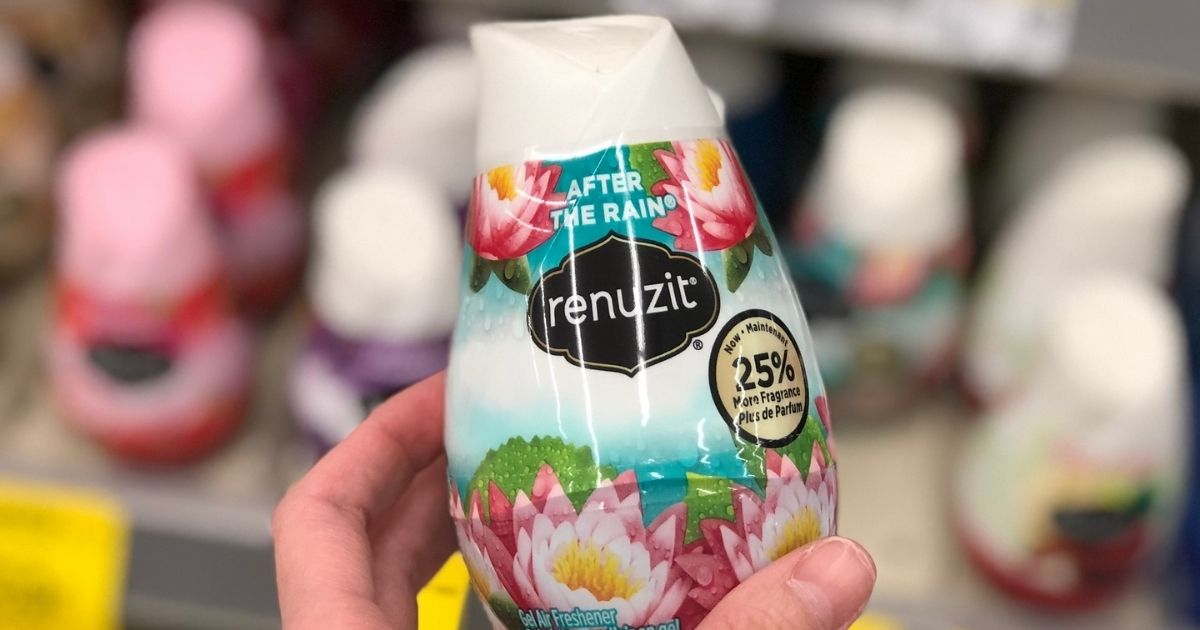 AFTER
THE RAIN®
renuzit®
®
Now • Maintenant
25%
More Fragrance
Plus de Parfum
Gel Air Freshener